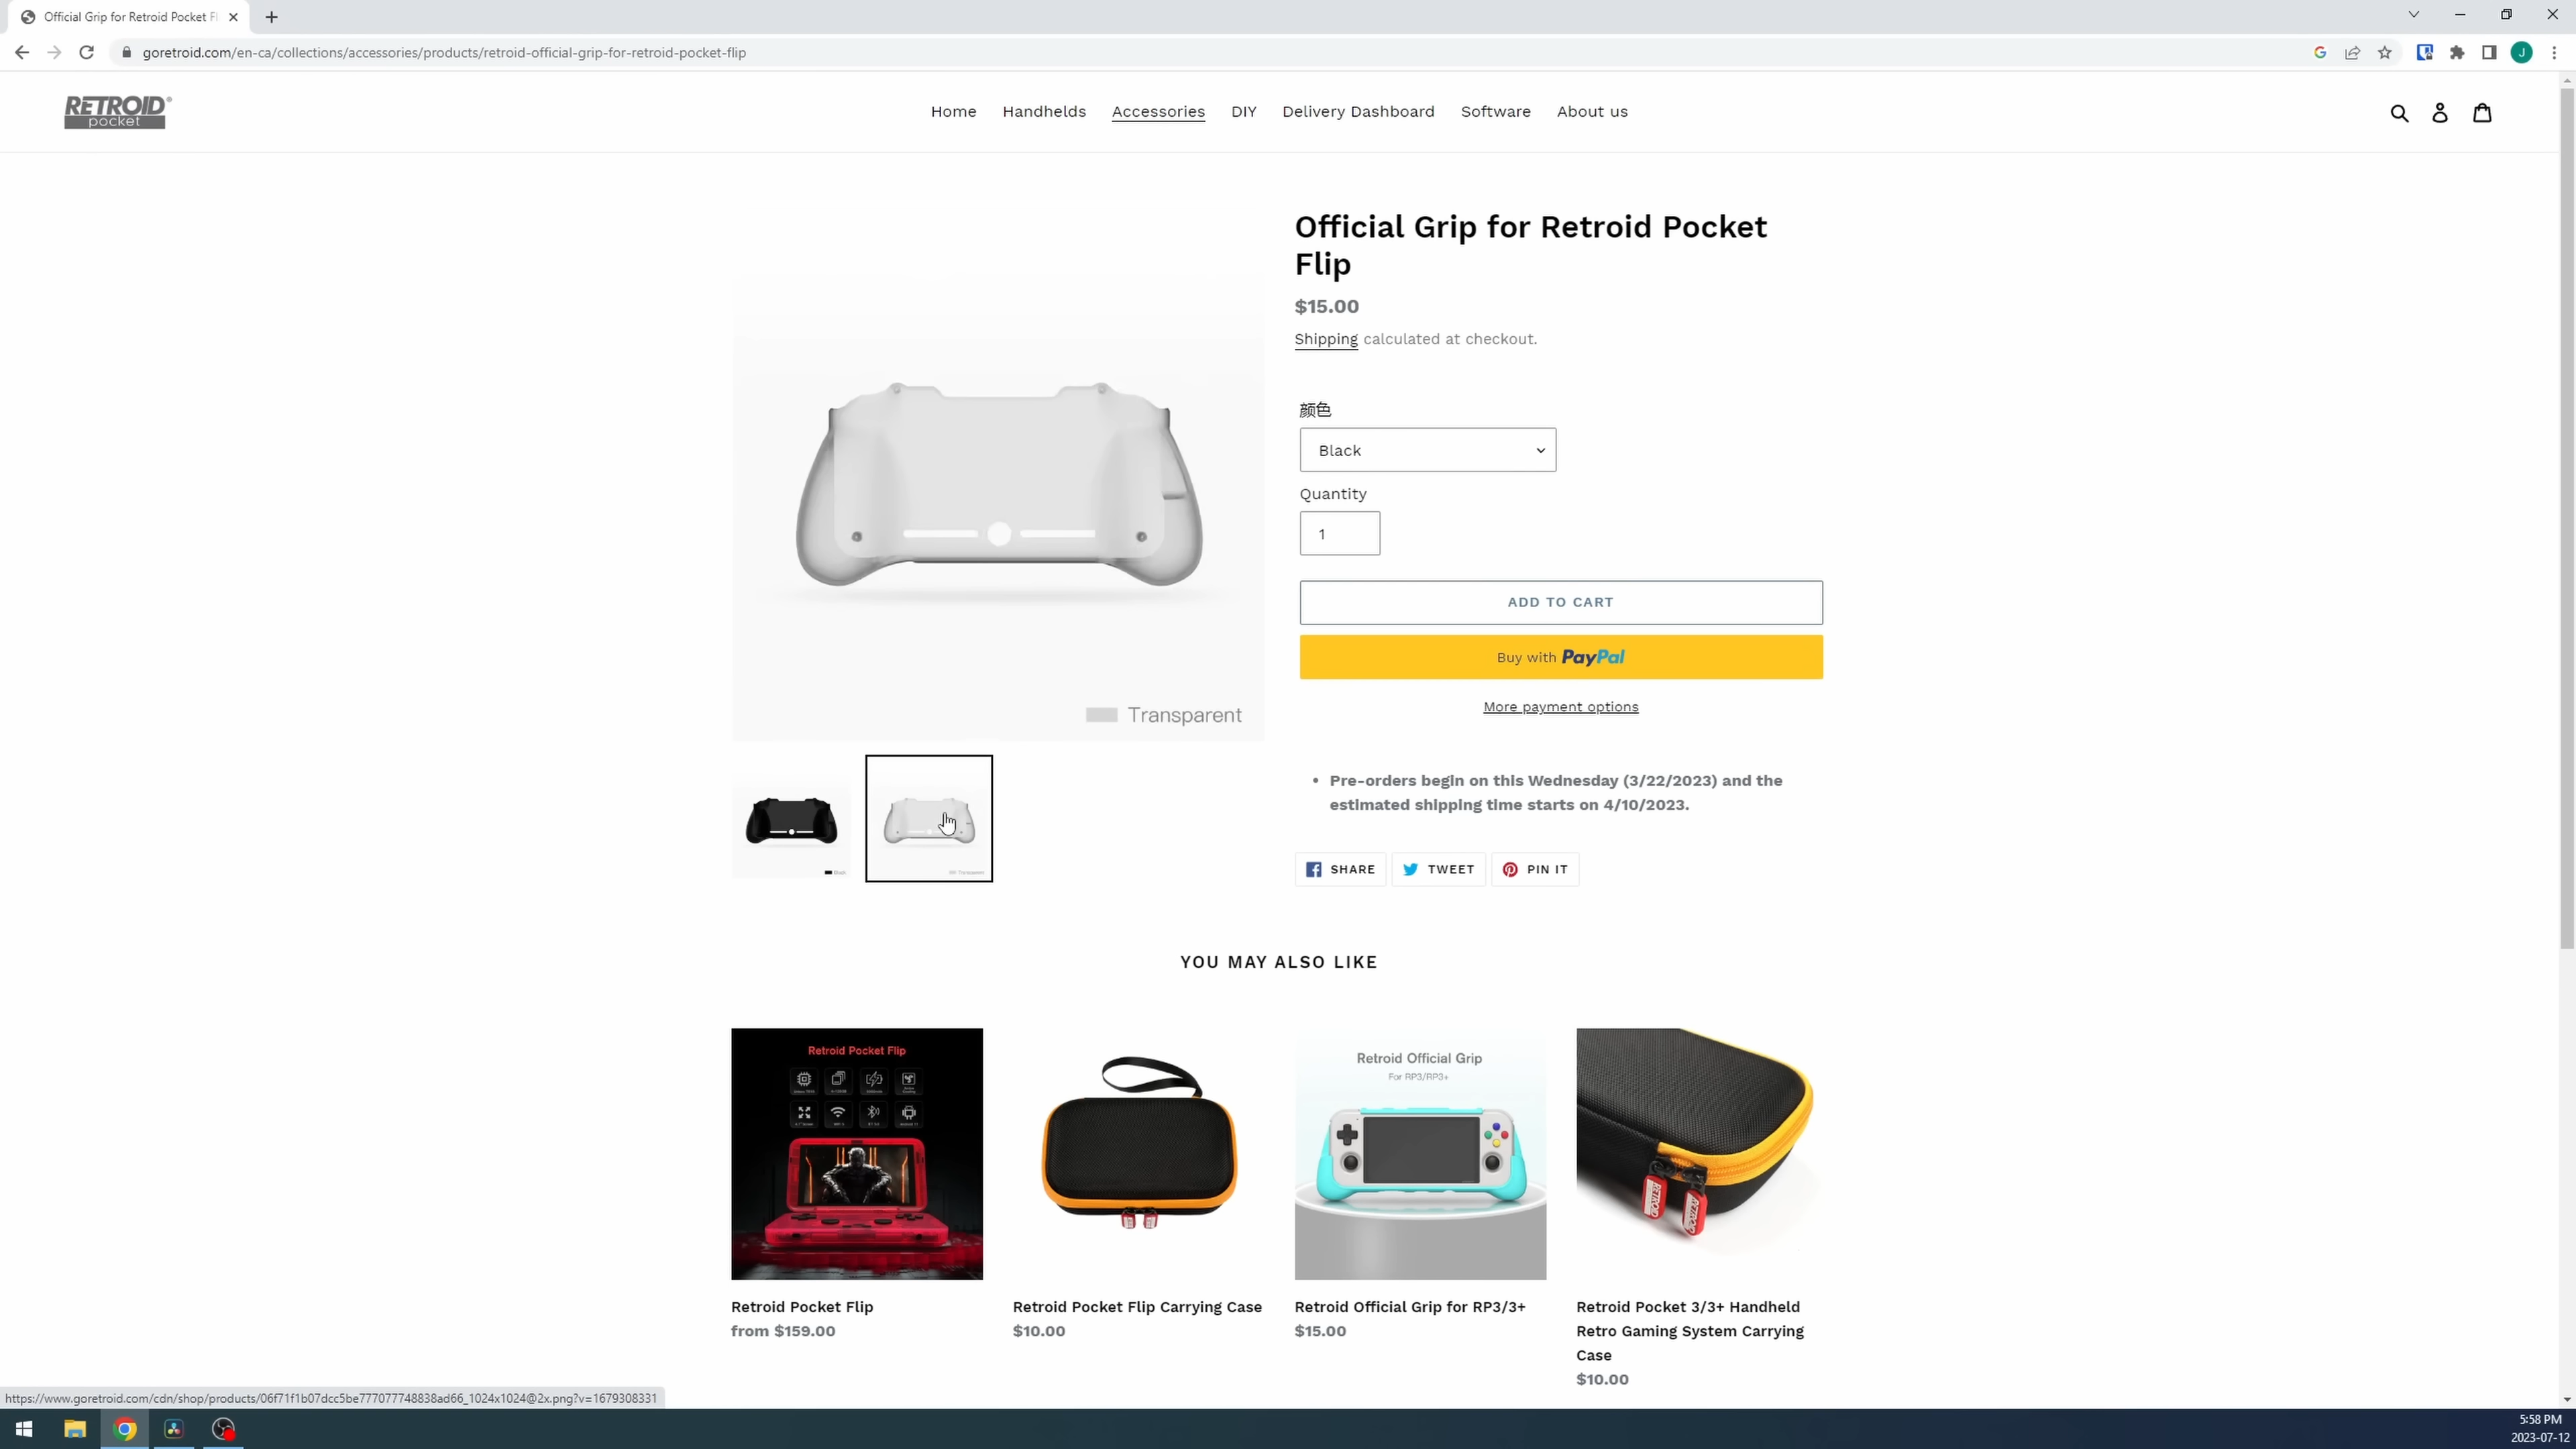 Official Grip for Retroid Pocket Fl
goretroid.com/en-ca/collections/accessories/products/retroid-official-grip-for-retroid-pocket-flip
J
RETROID®
pocket
Home
Handhelds
Accessories
DIY
Delivery Dashboard
Software
About us
Official Grip for Retroid Pocket
Flip
$15.00
Shipping calculated at checkout.
颜色
Black
Quantity
1
ADD TO CART
Buy with PayPal
More payment options
Transparent
Black
Transparent
Pre-orders begin on this Wednesday (3/22/2023) and the
estimated shipping time starts on 4/10/2023.
SHARE
TWEET
PIN IT
YOU MAY ALSO LIKE
Retroid Pocket Flip
Retroid Official Grip
For RP3/RP3+
RETROID
RETROID
Retroid Pocket Flip
from $159.00
Retroid Pocket Flip Carrying Case
$10.00
Retroid Official Grip for RP3/3+
$15.00
Retroid Pocket 3/3+ Handheld
Retro Gaming System Carrying
Case
$10.00
https://www.goretroid.com/cdn/shop/products/06f71f1b07dcc5be777077748838ad66_1024x1024@2x.png?v=1679308331
5:58 PM
2023-07-12